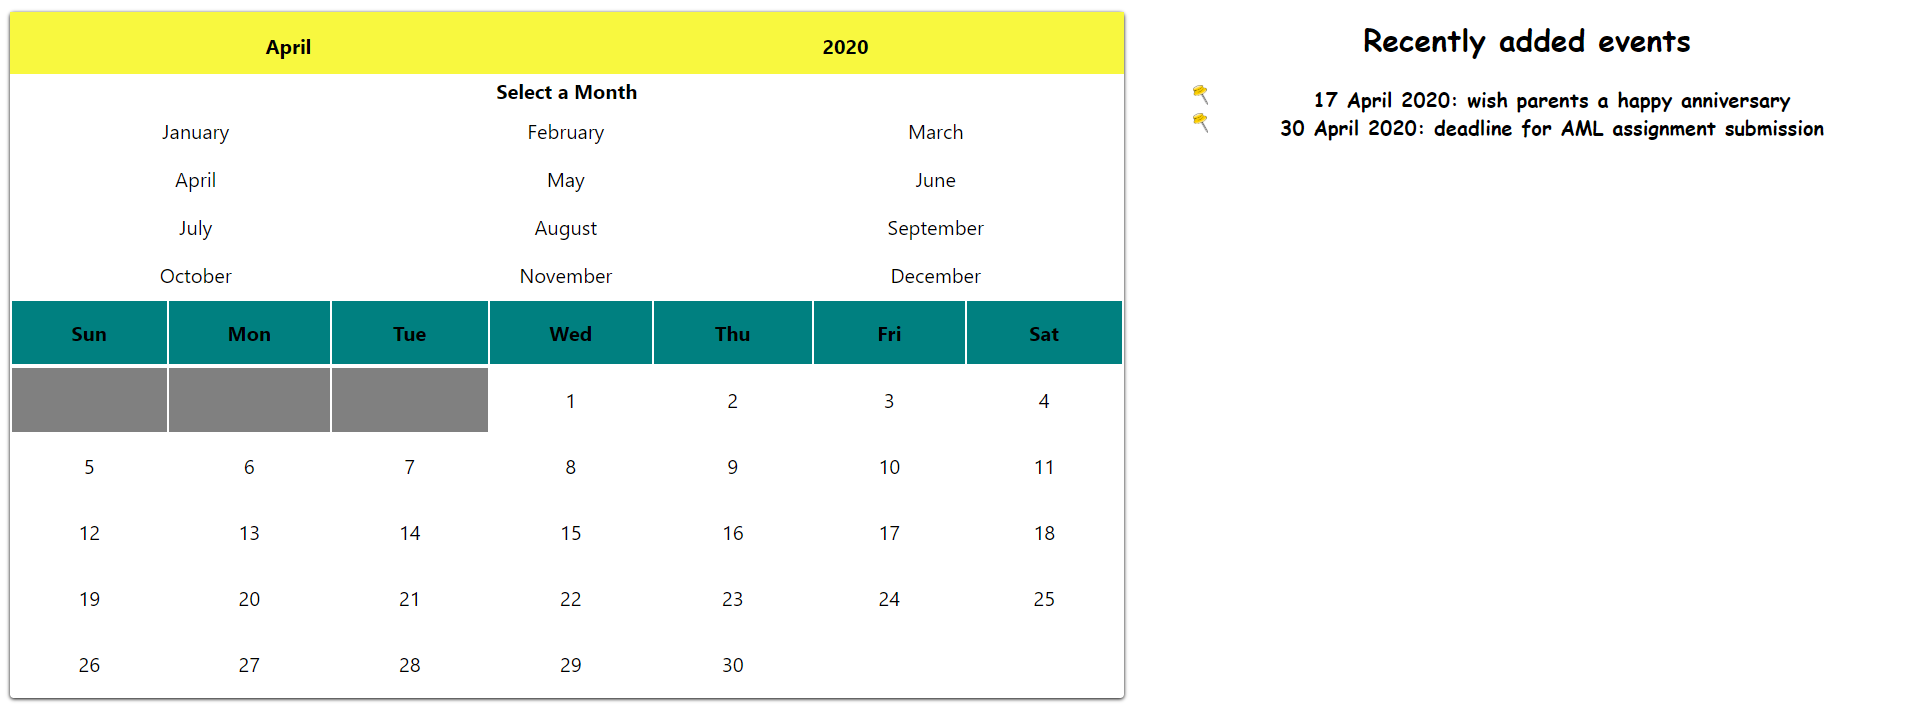 April 2020
Select a Month
January February March
April May June
July August September
October November December
Sun Mon Tue Wed Thu Fri Sat
1 2 3 4
5 6 7 8 9 10 11
12 13 14 15 16 17 18
19 20 21 22 23 24 25
26 27 28 29 30
Recently added events
17 April 2020: wish parents a happy anniversary
30 April 2020: deadline for AML assignment submission